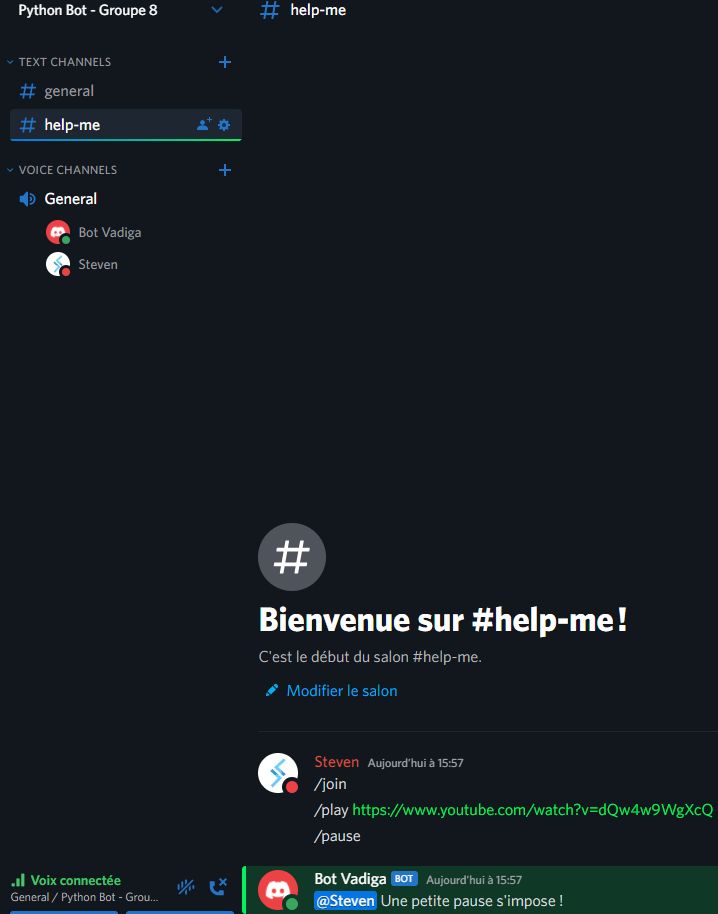 Python Bot - Groupe 8
# help-me
TEXT CHANNELS
# general
# help-me
VOICE CHANNELS
General
Bot Vadiga
Steven
#
Bienvenue sur #help-me !
C'est le début du salon #help-me.
Modifier le salon
Steven Aujourd'hui à 15:57
/join
/play https://www.youtube.com/watch?v=dQw4w9WgXcQ
/pause
Bot Vadiga BOT Aujourd'hui à 15:57
@Steven Une petite pause s'impose !
Voix connectée
General / Python Bot - Grou...